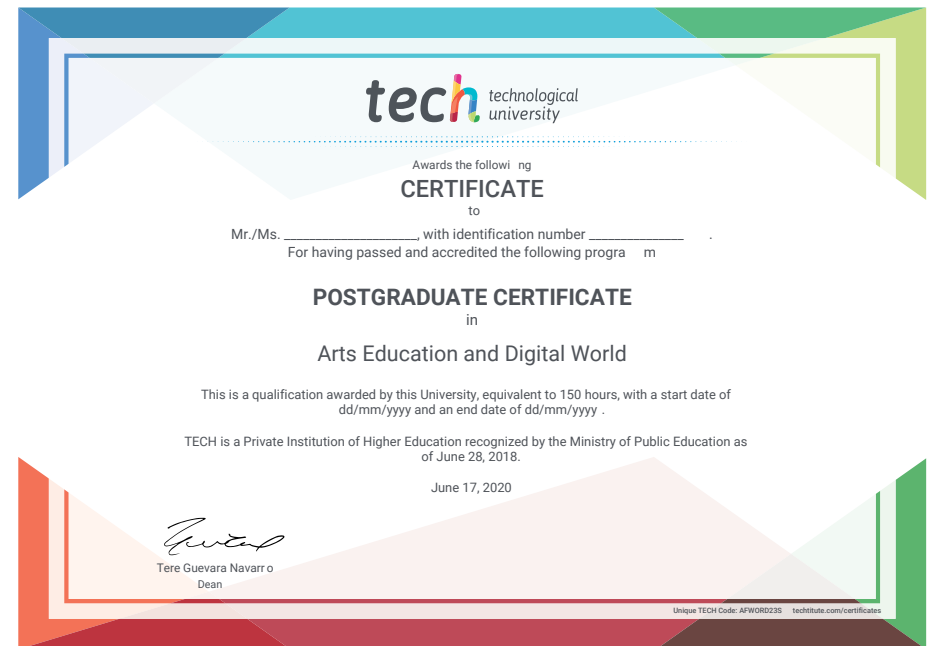 tech technological
university
Awards the followi ng
CERTIFICATE
to
Mr./Ms. ____________________, with identification number ______________ .
For having passed and accredited the following progra m
POSTGRADUATE CERTIFICATE
in
Arts Education and Digital World
This is a qualification awarded by this University, equivalent to 150 hours, with a start date of
dd/mm/yyyy and an end date of dd/mm/yyyy .
TECH is a Private Institution of Higher Education recognized by the Ministry of Public Education as
of June 28, 2018.
June 17, 2020
Tere Guevara Navarr o
Dean
Unique TECH Code: AFWORD23S techtitute.com/certificates